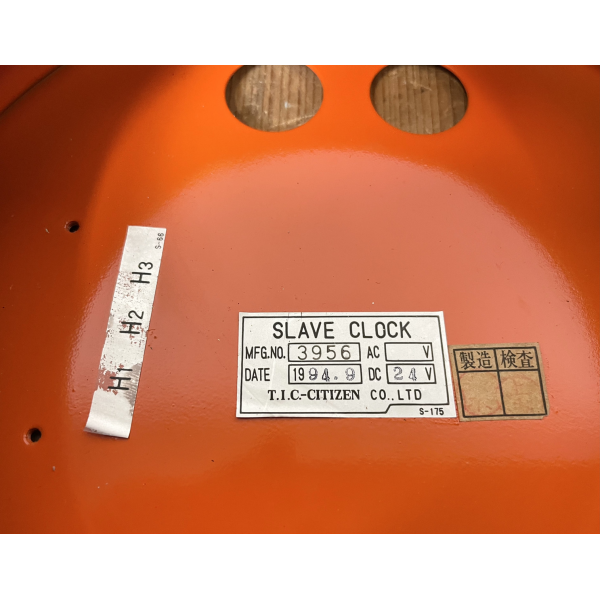 S-66
H1 H2 H3
SLAVE CLOCK
MFG.NO. 3956 AC V
DATE 1994.9 DC 24 V
T.I.C.-CITIZEN CO.,LTD
S-175
製造 検査